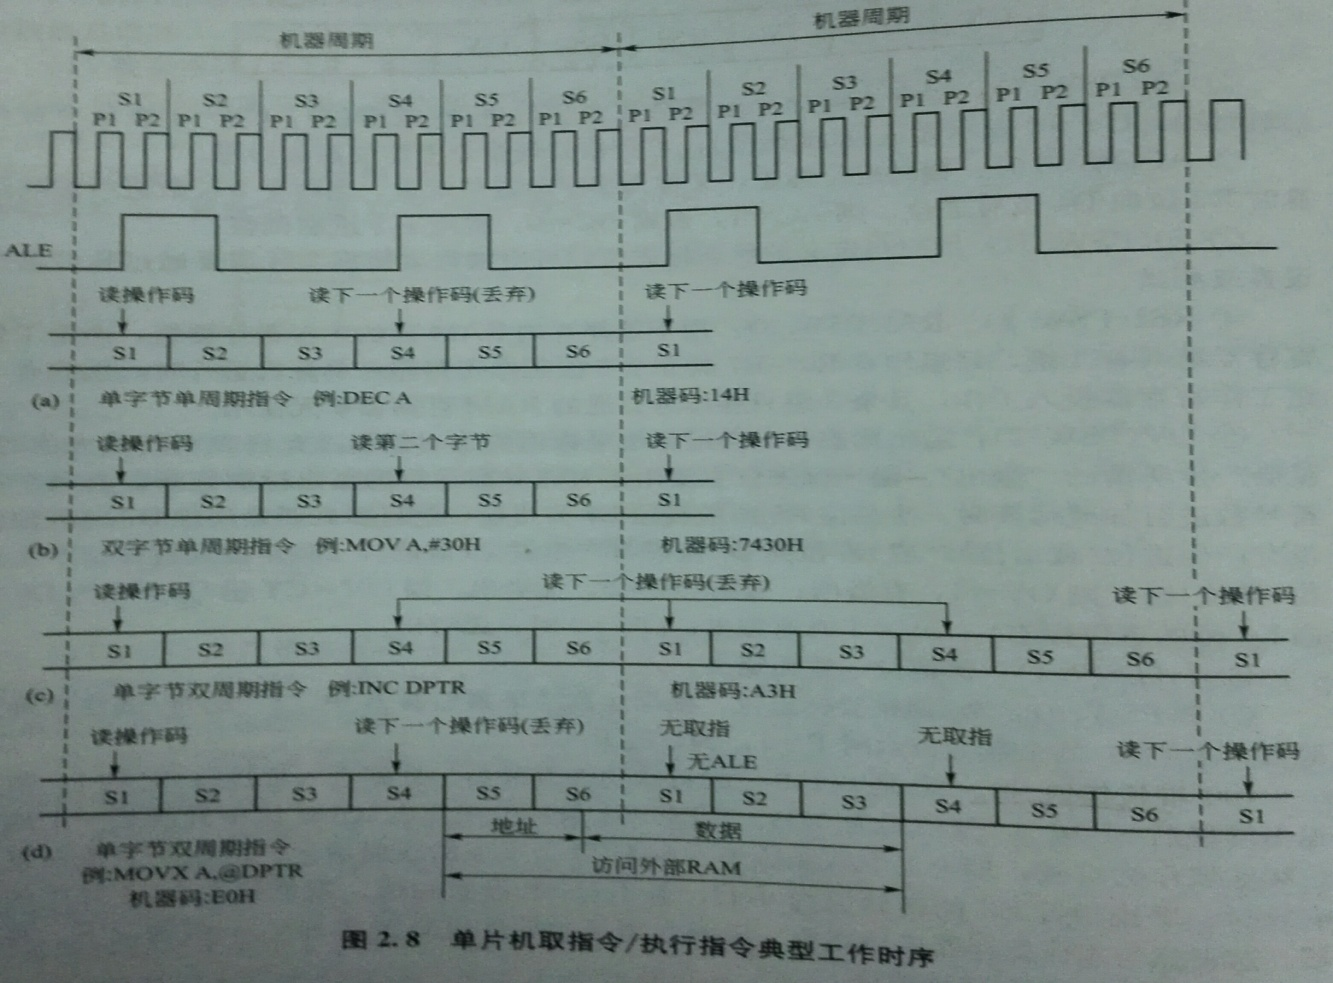 机器周期 机器周期
S1 S2 S3 S4 S5 S6 S1 S2 S3 S4 S5 S6
P1 P2 P1 P2 P1 P2 P1 P2 P1 P2 P1 P2 P1 P2 P1 P2 P1 P2 P1 P2 P1 P2 P1 P2
ALE
读操作码 读下一个操作码(丢弃) 读下一个操作码
S1 S2 S3 S4 S5 S6 S1
(a) 单字节单周期指令 例:DEC A 机器码:14H
读操作码 读第二个字节 读下一个操作码
S1 S2 S3 S4 S5 S6 S1
(b) 双字节单周期指令 例:MOV A,#30H 机器码:7430H
读操作码 读下一个操作码(丢弃) 读下一个操作码
S1 S2 S3 S4 S5 S6 S1 S2 S3 S4 S5 S6 S1
(c) 单字节双周期指令 例:INC DPTR 机器码:A3H
读操作码 读下一个操作码(丢弃) 无取指 无取指 读下一个操作码
无ALE
S1 S2 S3 S4 S5 S6 S1 S2 S3 S4 S5 S6 S1
地址 数据
(d) 单字节双周期指令 访问外部RAM
例:MOVX A,@DPTR
机器码:E0H
图 2.8 单片机取指令/执行指令典型工作时序